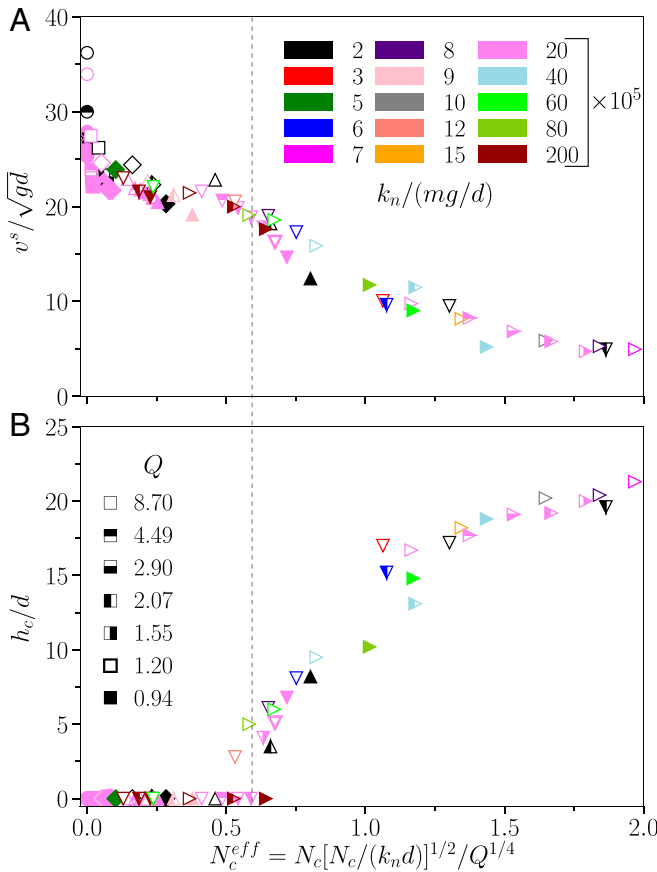 A
40
30
20
10
0
v^s/√gd
2 8 20
3 9 40
5 10 60
6 12 80
7 15 200
×10^5
k_n/(mg/d)
B
25
20
15
10
5
0
h_c/d
Q
8.70
4.49
2.90
2.07
1.55
1.20
0.94
0.0 0.5 1.0 1.5 2.0
N_c^{eff} = N_c[N_c/(k_nd)]^{1/2}/Q^{1/4}